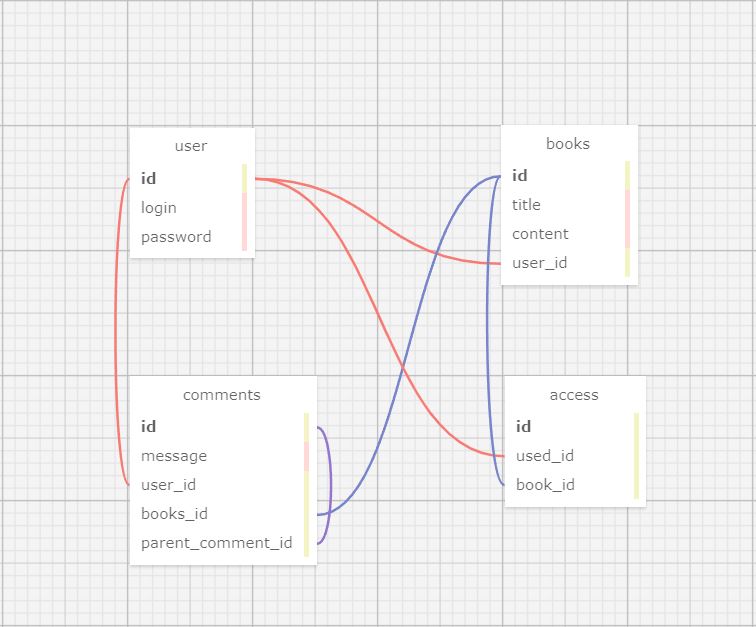 user
id
login
password
books
id
title
content
user_id
comments
id
message
user_id
books_id
parent_comment_id
access
id
used_id
book_id